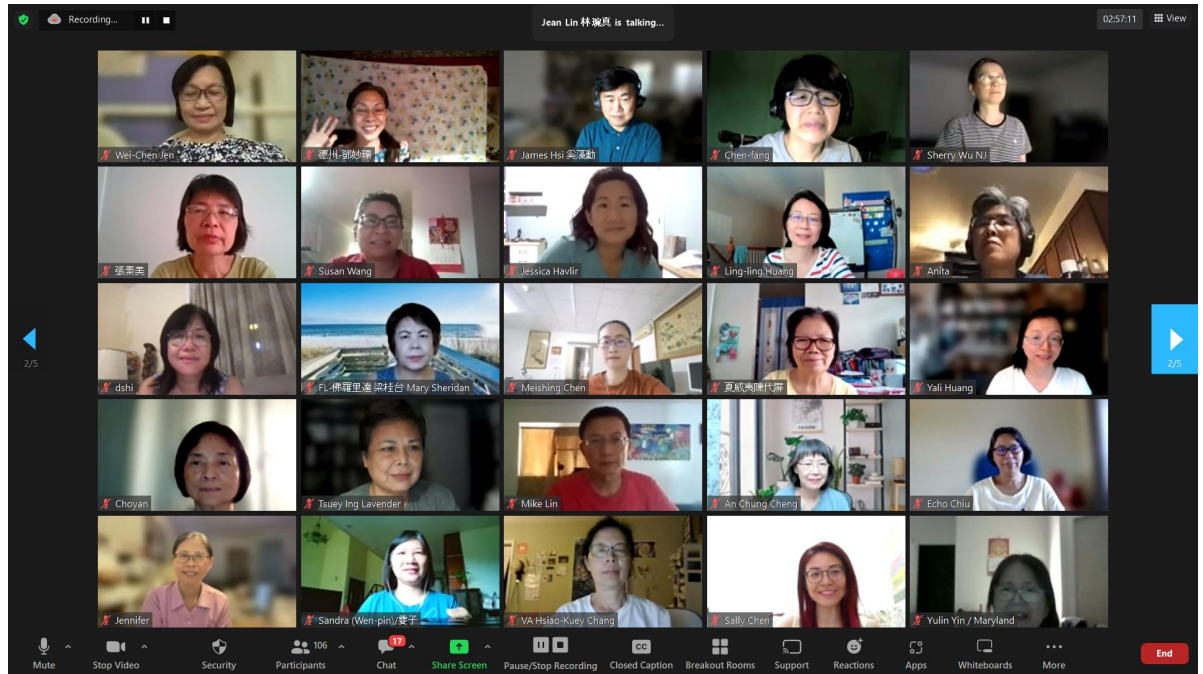 Recording...
Jean Lin 林琬真 is talking...
02:57:11
View
Wei-Chen Jen
德州-鄧妙環
James Hsi 奚藻勳
Chen-fang
Sherry Wu NJ
張素美
Susan Wang
Jessica Havlir
Ling-ling Huang
Anita
dshi
FL-佛羅里達 梁桂台 Mary Sheridan
Meishing Chen
夏威夷陳代屏
Yali Huang
2/5
2/5
Choyan
Tsuey Ing Lavender
Mike Lin
An Chung Cheng
Echo Chiu
Jennifer
Sandra (Wen-pin)/雯子
VA Hsiao-Kuey Chang
Sally Chen
Yulin Yin / Maryland
Mute
Stop Video
Security
106
Participants
17
Chat
Share Screen
Pause/Stop Recording
CC
Closed Caption
Breakout Rooms
Support
Reactions
Apps
Whiteboards
More
End